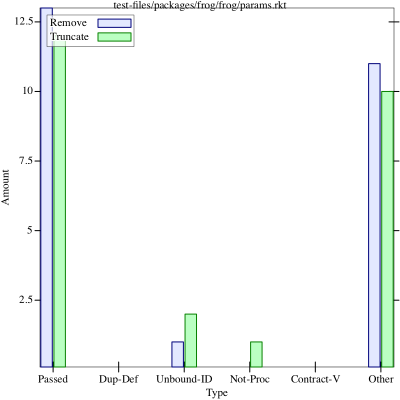 test-files/packages/frog/frog/params.rkt
Remove
Truncate
12.5
10
7.5
5
2.5
Amount
Passed Dup-Def Unbound-ID Not-Proc Contract-V Other
Type